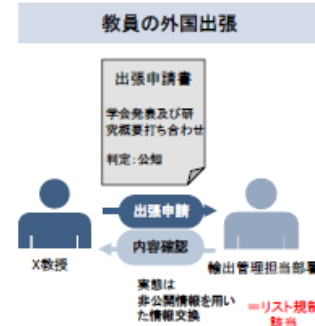 教員の外国出張
出張申請書
学会発表及び研
究概要打ち合わせ
判定：公知
出張申請
内容確認
X教授
輸出管理担当部署
実態は
非公開情報を用い
た情報交換
＝リスト規制
該当